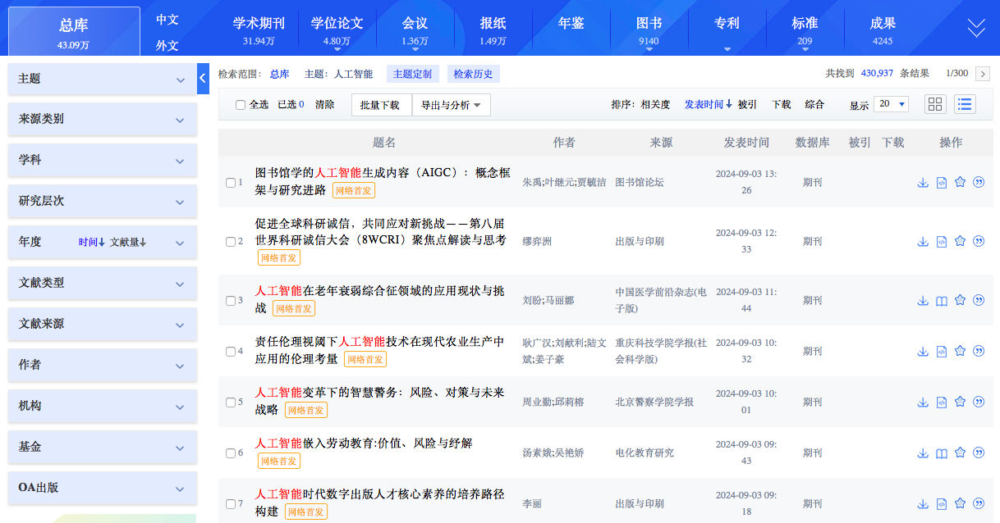 总库
43.09万
中文
外文
学术期刊
31.94万
学位论文
4.80万
会议
1.36万
报纸
1.49万
年鉴
图书
9140
专利
标准
209
成果
4245
主题
来源类别
学科
研究层次
年度 时间↓ 文献量↓
文献类型
文献来源
作者
机构
基金
OA出版
检索范围: 总库 主题: 人工智能 主题定制 检索历史 共找到 430,937 条结果 1/300
全选 已选0 清除 批量下载 导出与分析 排序: 相关度 发表时间↓ 被引 下载 综合 显示 20
题名 作者 来源 发表时间 数据库 被引 下载 操作
1 图书馆学的人工智能生成内容（AIGC）：概念框
架与研究进路 网络首发
朱禹;叶继元;贾毓洁 图书馆论坛
2024-09-03 13:
26
期刊
2 促进全球科研诚信，共同应对新挑战——第八届
世界科研诚信大会（8WCRI）聚焦点解读与思考
网络首发
缪弈洲 出版与印刷
2024-09-03 12:
33
期刊
3 人工智能在老年衰弱综合征领域的应用现状与挑
战 网络首发
刘盼;马丽娜
中国医学前沿杂志(电
子版)
2024-09-03 11:
44
期刊
4 责任伦理视阈下人工智能技术在现代农业生产中
应用的伦理考量 网络首发
耿广汉;刘献利;陆文
斌;姜子豪
重庆科技学院学报(社
会科学版)
2024-09-03 10:
32
期刊
5 人工智能变革下的智慧警务：风险、对策与未来
战略 网络首发
周业勤;邱莉榕 北京警察学院学报
2024-09-03 10:
01
期刊
6 人工智能嵌入劳动教育:价值、风险与纾解
网络首发
汤素娥;吴艳娇 电化教育研究
2024-09-03 09:
43
期刊
7 人工智能时代数字出版人才核心素养的培养路径
构建 网络首发
李丽 出版与印刷
2024-09-03 09:
18
期刊